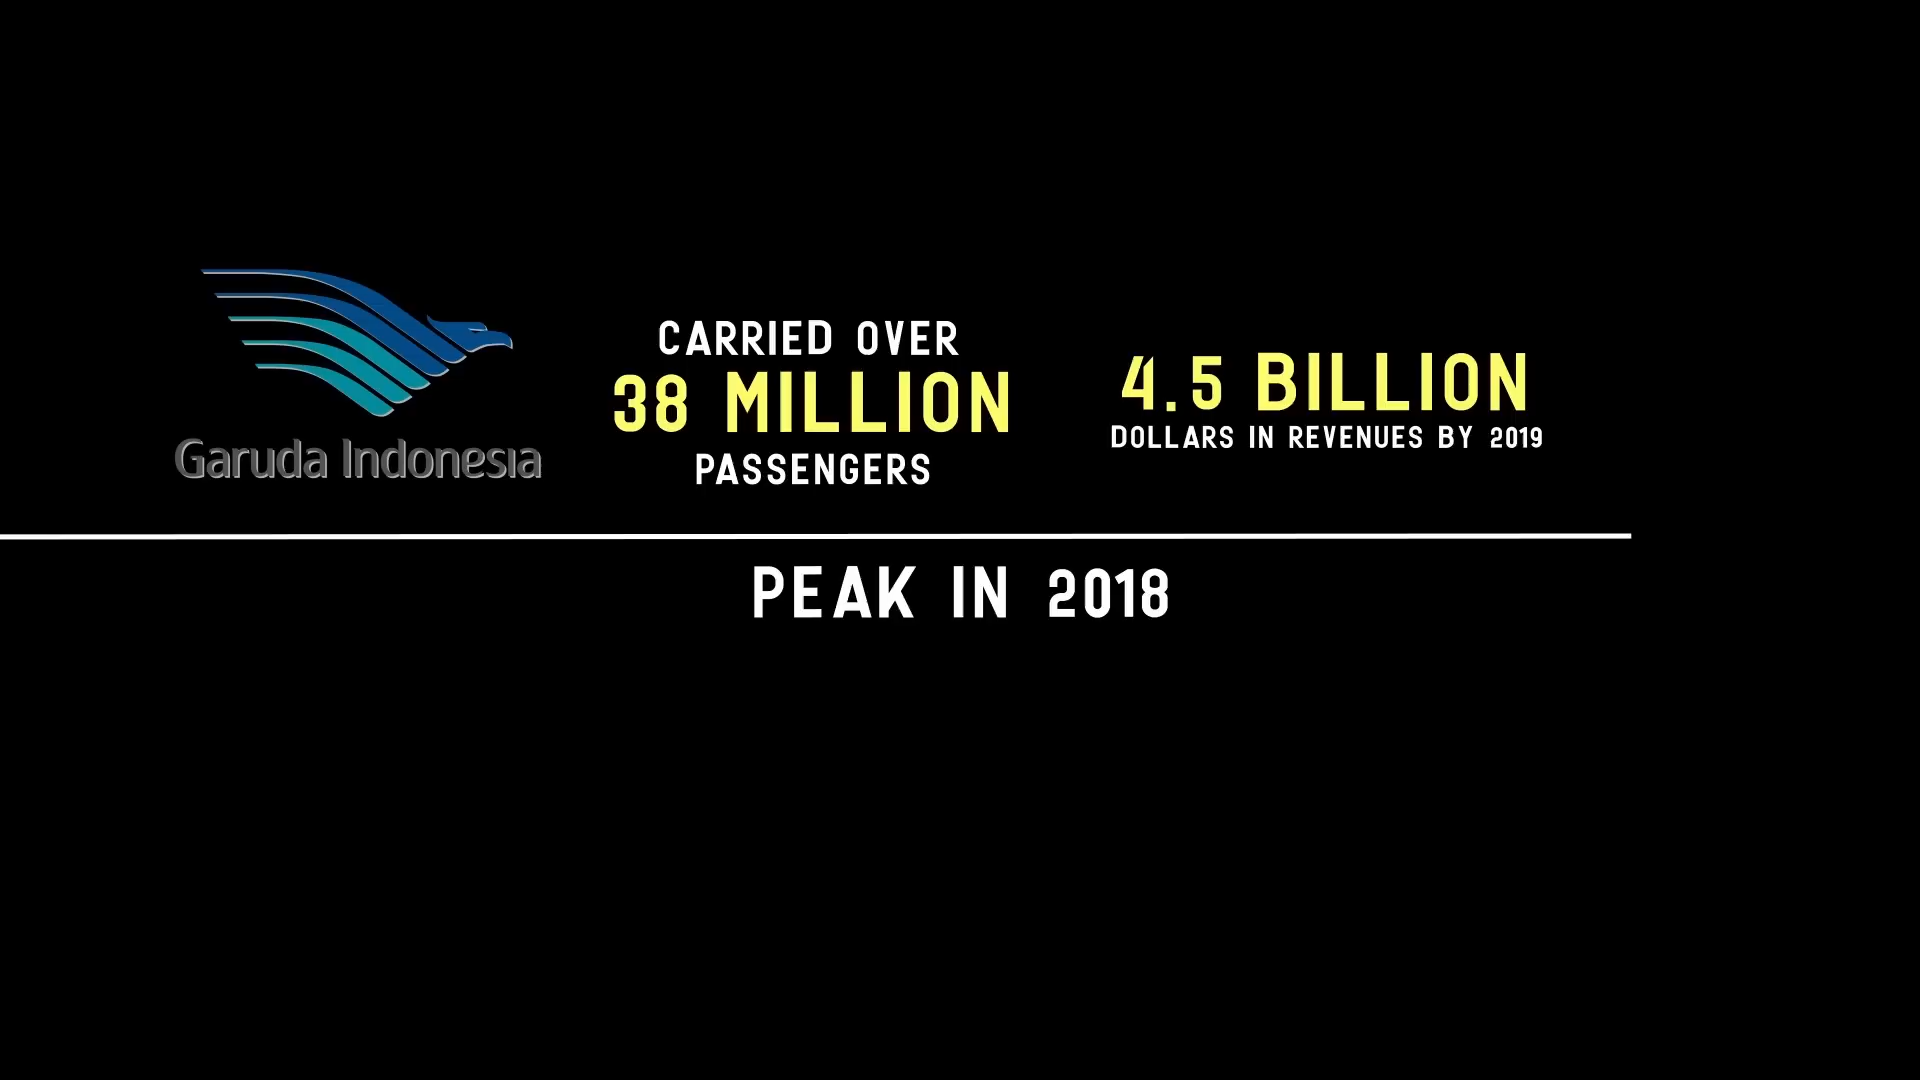 Garuda Indonesia
CARRIED OVER
38 MILLION
PASSENGERS
4.5 BILLION
DOLLARS IN REVENUES BY 2019
PEAK IN 2018